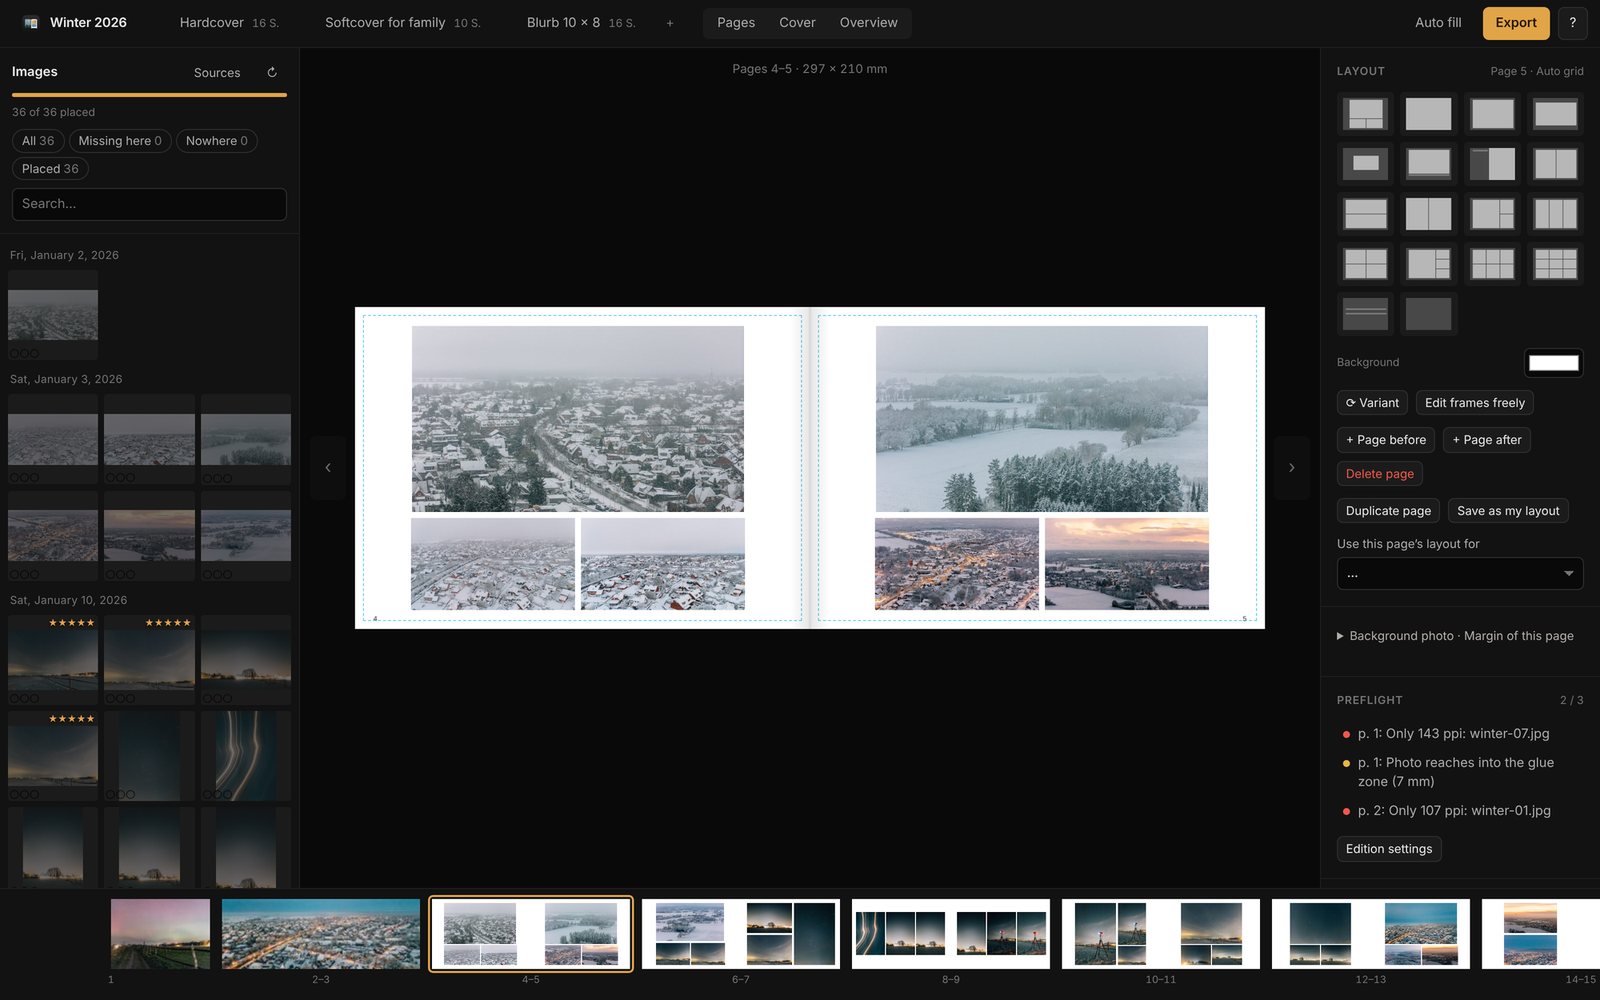 Winter 2026
Hardcover 16 S.
Softcover for family 10 S.
Blurb 10 × 8 16 S.
+
Pages
Cover
Overview
Auto fill
Export
?
Images
Sources
36 of 36 placed
All 36
Missing here 0
Nowhere 0
Placed 36
Search...
Fri, January 2, 2026
Sat, January 3, 2026
Sat, January 10, 2026
★★★★★
★★★★★
★★★★★
Pages 4–5 · 297 × 210 mm
4
5
LAYOUT
Page 5 · Auto grid
Background
⟳ Variant
Edit frames freely
+ Page before
+ Page after
Delete page
Duplicate page
Save as my layout
Use this page's layout for
...
▶ Background photo · Margin of this page
PREFLIGHT
2 / 3
p. 1: Only 143 ppi: winter-07.jpg
p. 1: Photo reaches into the glue
zone (7 mm)
p. 2: Only 107 ppi: winter-01.jpg
Edition settings
1
2–3
4–5
6–7
8–9
10–11
12–13
14–15